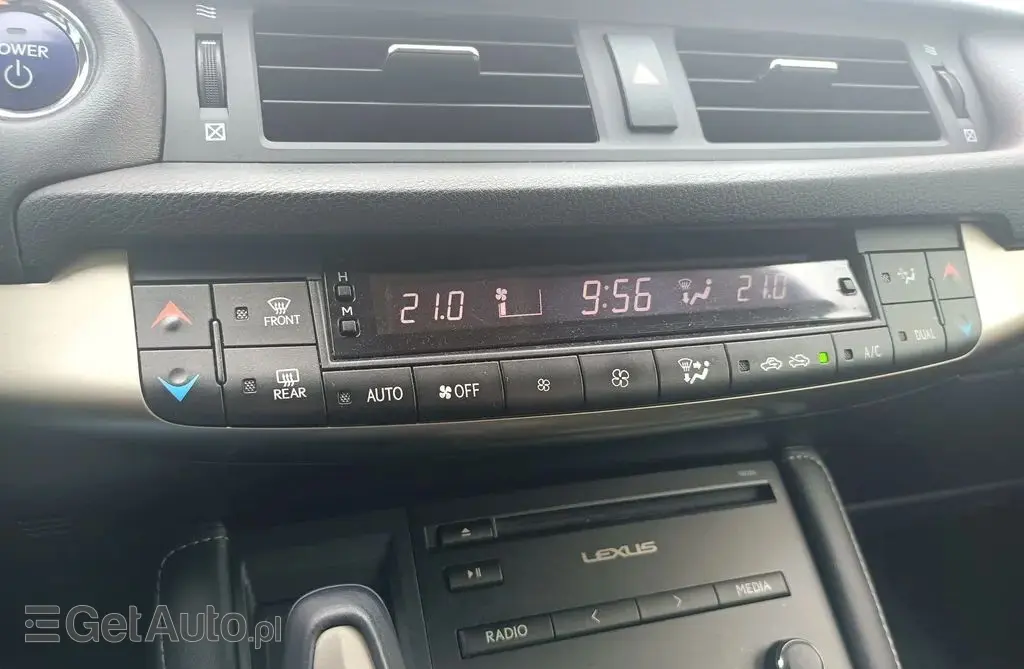 POWER
H
M
21.0
9:56
21.0
FRONT
REAR
AUTO
OFF
A/C
DUAL
LEXUS
RADIO
<
>
MEDIA
GetAuto.pl